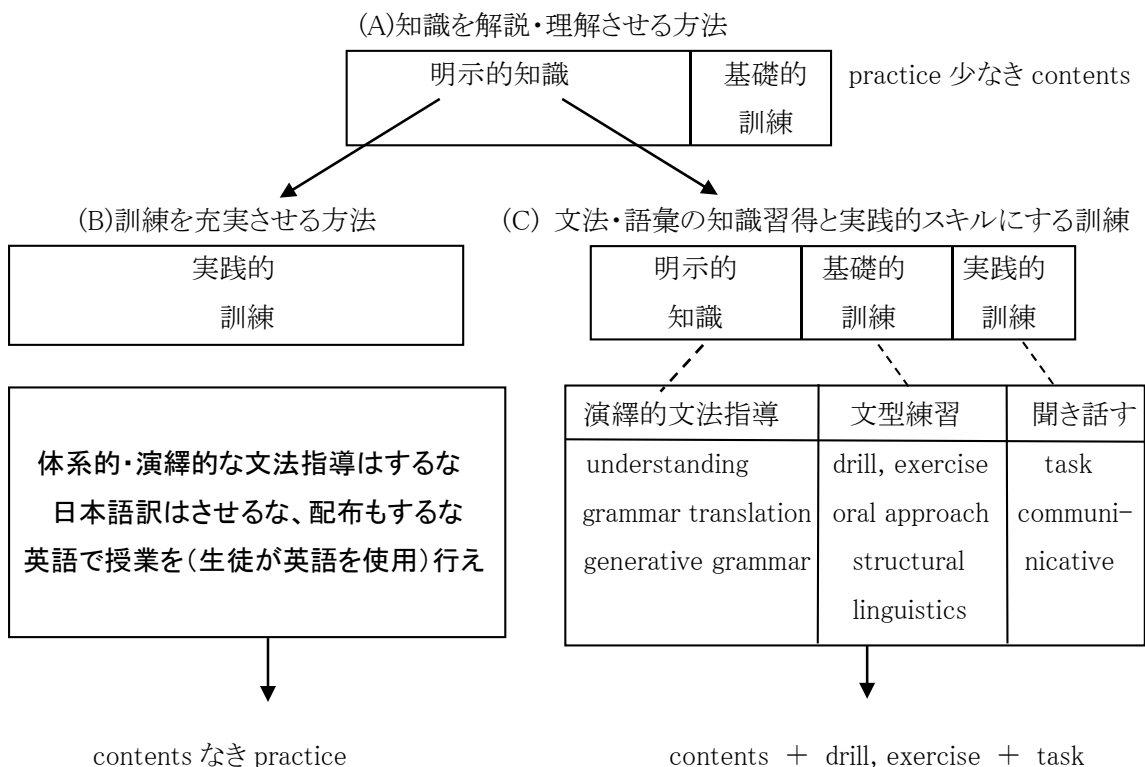 (A)知識を解説・理解させる方法
明示的知識
基礎的
訓練
practice 少なき contents
(B)訓練を充実させる方法
実践的
訓練
体系的・演繹的な文法指導はするな
日本語訳はさせるな、配布もするな
英語で授業を(生徒が英語を使用)行え
contents なき practice
(C) 文法・語彙の知識習得と実践的スキルにする訓練
明示的
知識
基礎的
訓練
実践的
訓練
演繹的文法指導
understanding
grammar translation
generative grammar
文型練習
drill, exercise
oral approach
structural
linguistics
聞き話す
task
communi-
nicative
contents + drill, exercise + task